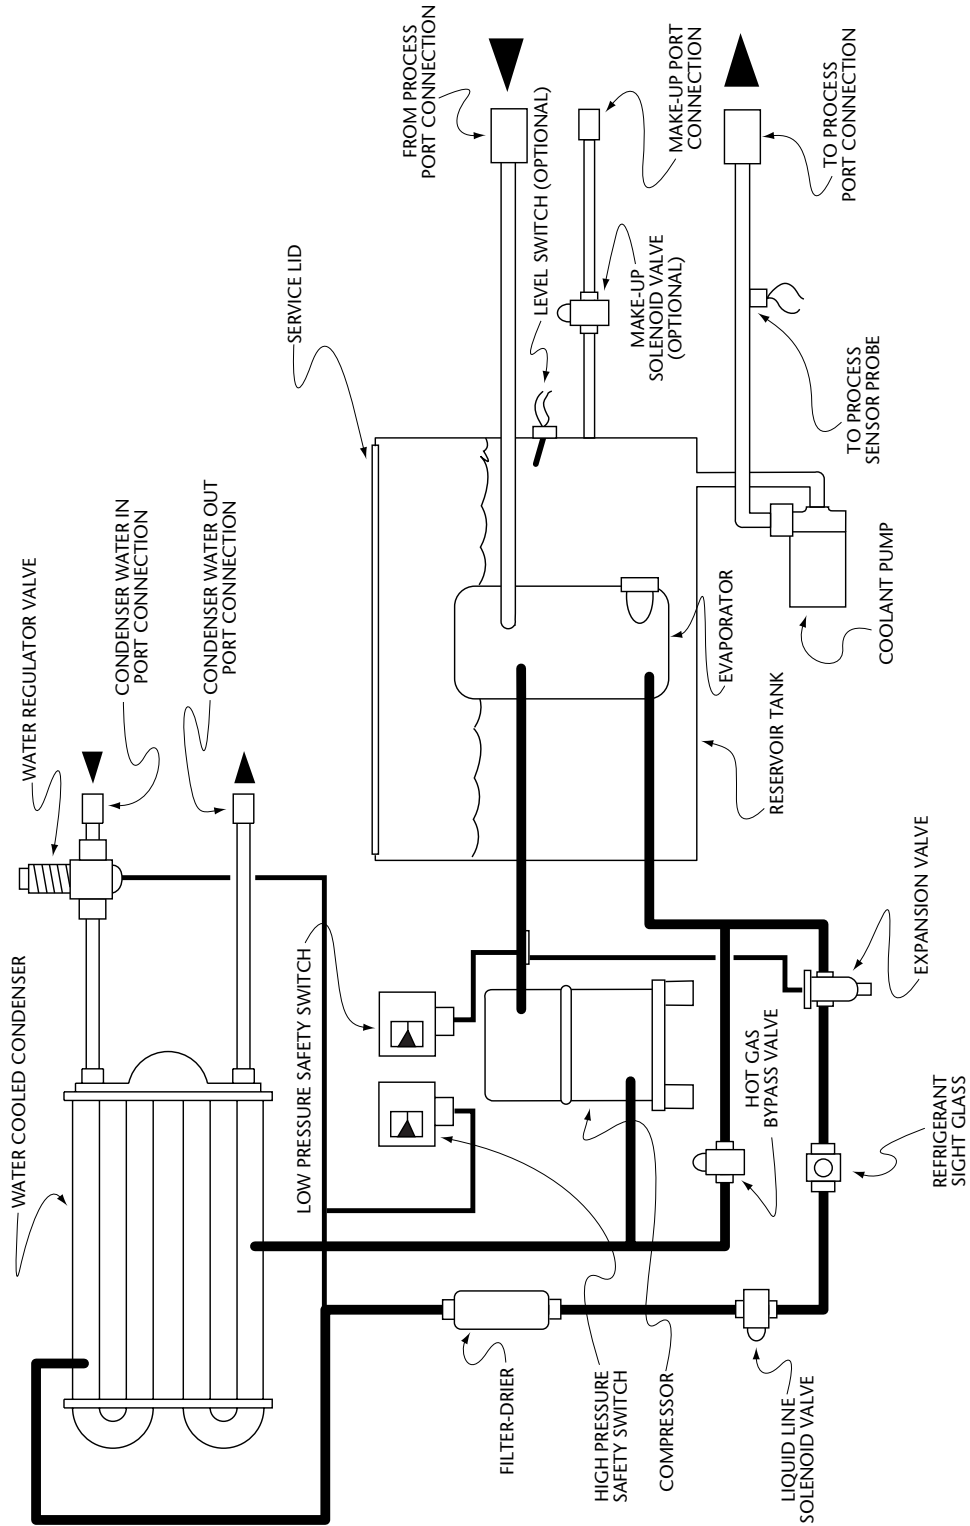 WATER REGULATOR VALVE
CONDENSER WATER IN
PORT CONNECTION
CONDENSER WATER OUT
PORT CONNECTION
WATER COOLED CONDENSER
SERVICE LID
FROM PROCESS
PORT CONNECTION
LEVEL SWITCH (OPTIONAL)
MAKE-UP
SOLENOID VALVE
(OPTIONAL)
MAKE-UP PORT
CONNECTION
TO PROCESS
PORT CONNECTION
TO PROCESS
SENSOR PROBE
COOLANT PUMP
EVAPORATOR
RESERVOIR TANK
LOW PRESSURE SAFETY SWITCH
EXPANSION VALVE
HOT GAS
BYPASS VALVE
REFRIGERANT
SIGHT GLASS
FILTER-DRIER
HIGH PRESSURE
SAFETY SWITCH
COMPRESSOR
LIQUID LINE
SOLENOID VALVE